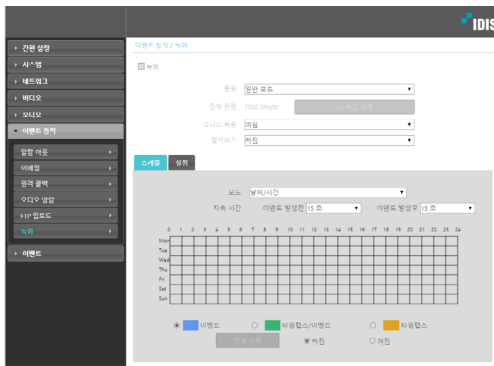 IDIS
간편 설정
시스템
네트워크
비디오
오디오
이벤트 동작
알람 아웃
이메일
원격 콜백
오디오 알람
FTP 업로드
녹화
이벤트
이벤트 동작 / 녹화
녹화
종류 일반 모드
전체 용량 7580 MByte
오디오 녹음 꺼짐
덮어쓰기 켜짐
스케줄 설정
모드 날짜/시간
지속 시간 이벤트 발생전 15 초 이벤트 발생후 15 초
0 1 2 3 4 5 6 7 8 9 10 11 12 13 14 15 16 17 18 19 20 21 22 23 24
Mon
Tue
Wed
Thu
Fri
Sat
Sun
이벤트 타임랩스/이벤트 타임랩스
전체 선택 켜짐 꺼짐